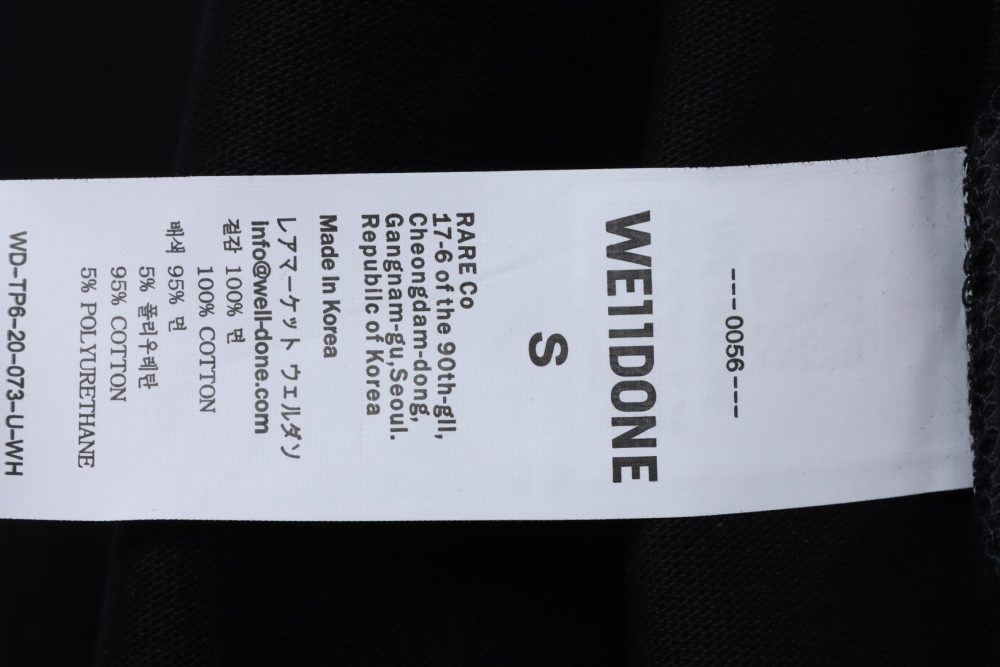 ---0056---
WE11DONE
S
RARE Co
17-6 of the 90th-gil,
Cheongdam-dong,
Gangnam-gu,Seoul.
Republic of Korea
Made In Korea
レアマーケット ウェルダン
Info@well-done.com
겉감 100% 면
100% COTTON
배색 95% 면
5% 폴리우레탄
95% COTTON
5% POLYURETHANE
WD-TP6-20-073-U-WH